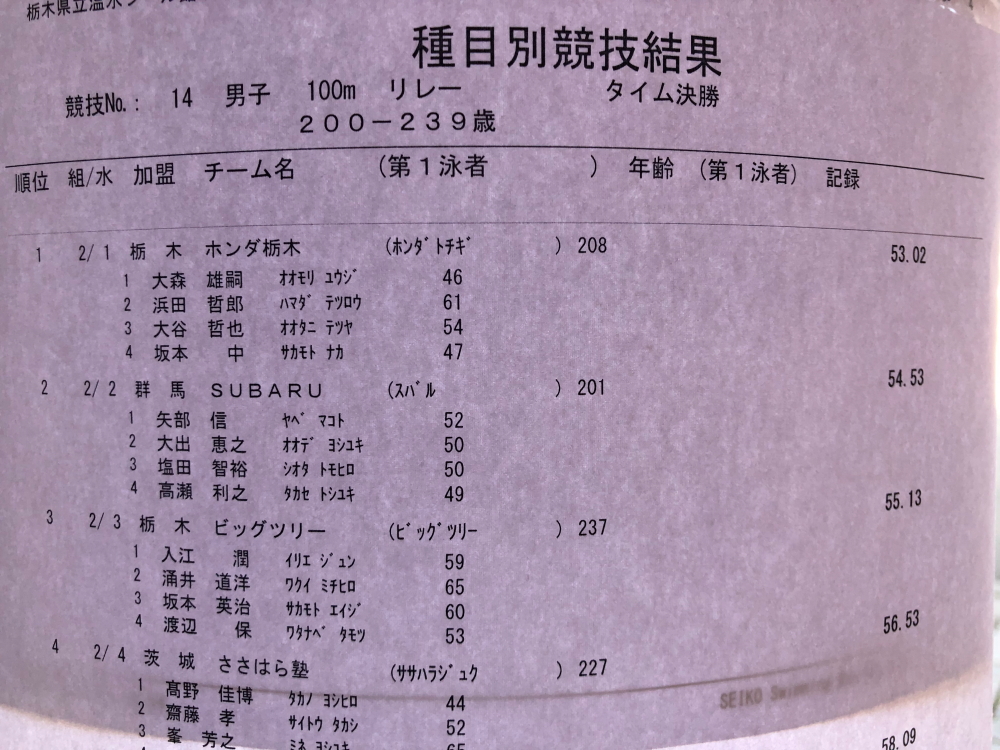 栃木県立温水プール館
種目別競技結果
競技No.: 14 男子 100m リレー タイム決勝
200-239歳
順位 組/水 加盟 チーム名 (第1泳者 ) 年齢 (第1泳者) 記録
1 2/ 1 栃 木 ホンダ栃木 (ﾎﾝﾀﾞﾄﾁｷﾞ ) 208 53.02
1 大森 雄嗣 ｵｵﾓﾘ ﾕｳｼﾞ 46
2 浜田 哲郎 ﾊﾏﾀﾞ ﾃﾂﾛｳ 61
3 大谷 哲也 ｵｵﾀﾆ ﾃﾂﾔ 54
4 坂本 中 ｻｶﾓﾄ ﾅｶ 47
2 2/ 2 群 馬 SUBARU (ｽﾊﾞﾙ ) 201 54.53
1 矢部 信 ﾔﾍﾞ ﾏｺﾄ 52
2 大出 恵之 ｵｵﾃﾞ ﾖｼﾕｷ 50
3 塩田 智裕 ｼｵﾀ ﾄﾓﾋﾛ 50
4 高瀬 利之 ﾀｶｾ ﾄｼﾕｷ 49
3 2/ 3 栃 木 ビッグツリー (ﾋﾞｯｸﾞﾂﾘｰ ) 237 55.13
1 入江 潤 ｲﾘｴ ｼﾞｭﾝ 59
2 涌井 道洋 ﾜｸｲ ﾐﾁﾋﾛ 65
3 坂本 英治 ｻｶﾓﾄ ｴｲｼﾞ 60
4 渡辺 保 ﾜﾀﾅﾍﾞ ﾀﾓﾂ 53
4 2/ 4 茨 城 ささはら塾 (ｻｻﾊﾗｼﾞｭｸ ) 227 56.53
1 髙野 佳博 ﾀｶﾉ ﾖｼﾋﾛ 44
2 齋藤 孝 ｻｲﾄｳ ﾀｶｼ 52
3 峯 芳之 ﾐﾈ ﾖｼﾕｷ 65
58.09
SEIKO Swimming